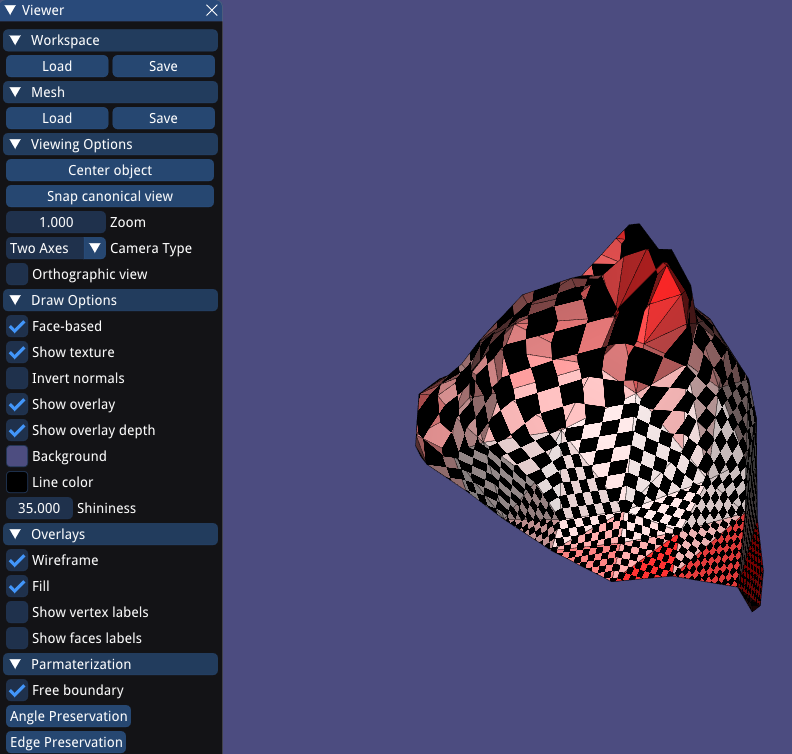 Viewer
Workspace
Load Save
Mesh
Load Save
Viewing Options
Center object
Snap canonical view
1.000 Zoom
Two Axes Camera Type
Orthographic view
Draw Options
Face-based
Show texture
Invert normals
Show overlay
Show overlay depth
Background
Line color
35.000 Shininess
Overlays
Wireframe
Fill
Show vertex labels
Show faces labels
Parmaterization
Free boundary
Angle Preservation
Edge Preservation